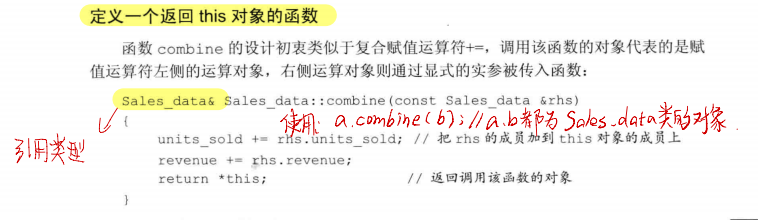 定义一个返回 this 对象的函数
函数 combine 的设计初衷类似于复合赋值运算符+=，调用该函数的对象代表的是赋
值运算符左侧的运算对象，右侧运算对象则通过显式的实参被传入函数：
Sales_data& Sales_data::combine(const Sales_data &rhs)
{
使用: a.combine(b); // a.b都为 Sales_data类的对象.
引用类型
units_sold += rhs.units_sold; // 把 rhs 的成员加到 this 对象的成员上
revenue += rhs.revenue;
return *this; // 返回调用该函数的对象
}